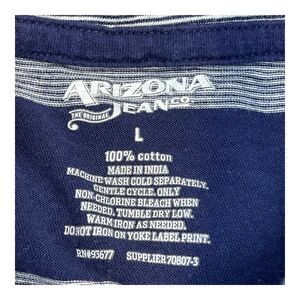 ARIZONA
THE ORIGINAL JEAN CO
L
100% cotton
MADE IN INDIA
MACHINE WASH COLD SEPARATELY,
GENTLE CYCLE. ONLY
NON-CHLORINE BLEACH WHEN
NEEDED. TUMBLE DRY LOW.
WARM IRON AS NEEDED.
DO NOT IRON ON YOKE LABEL PRINT.
RN#93677 SUPPLIER 70807-3